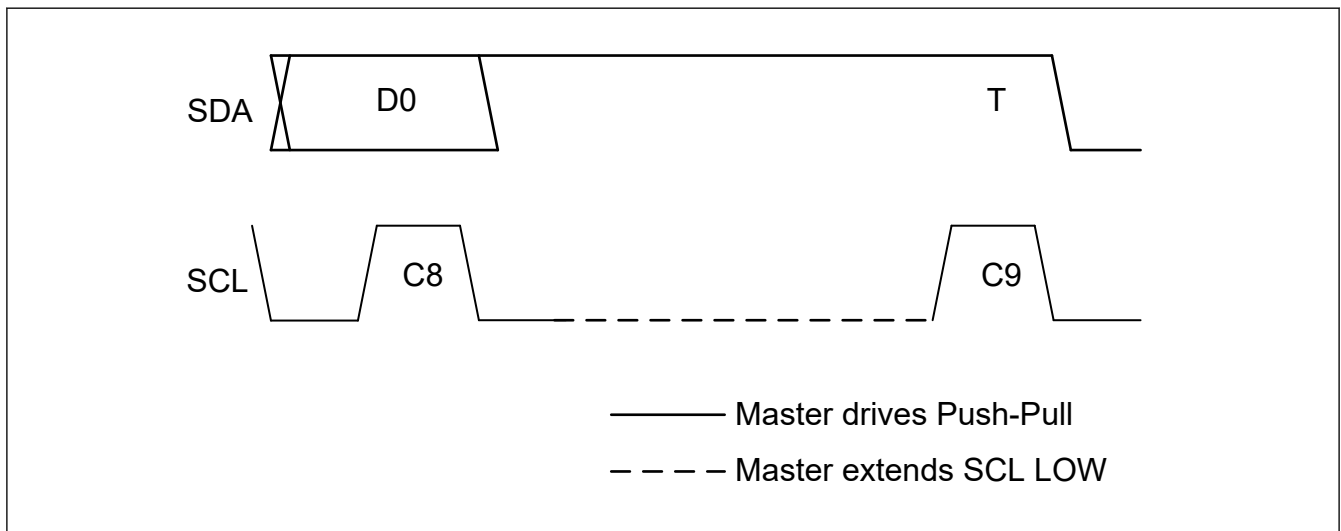 D0
T
SDA
C8
C9
SCL
Master drives Push-Pull
Master extends SCL LOW